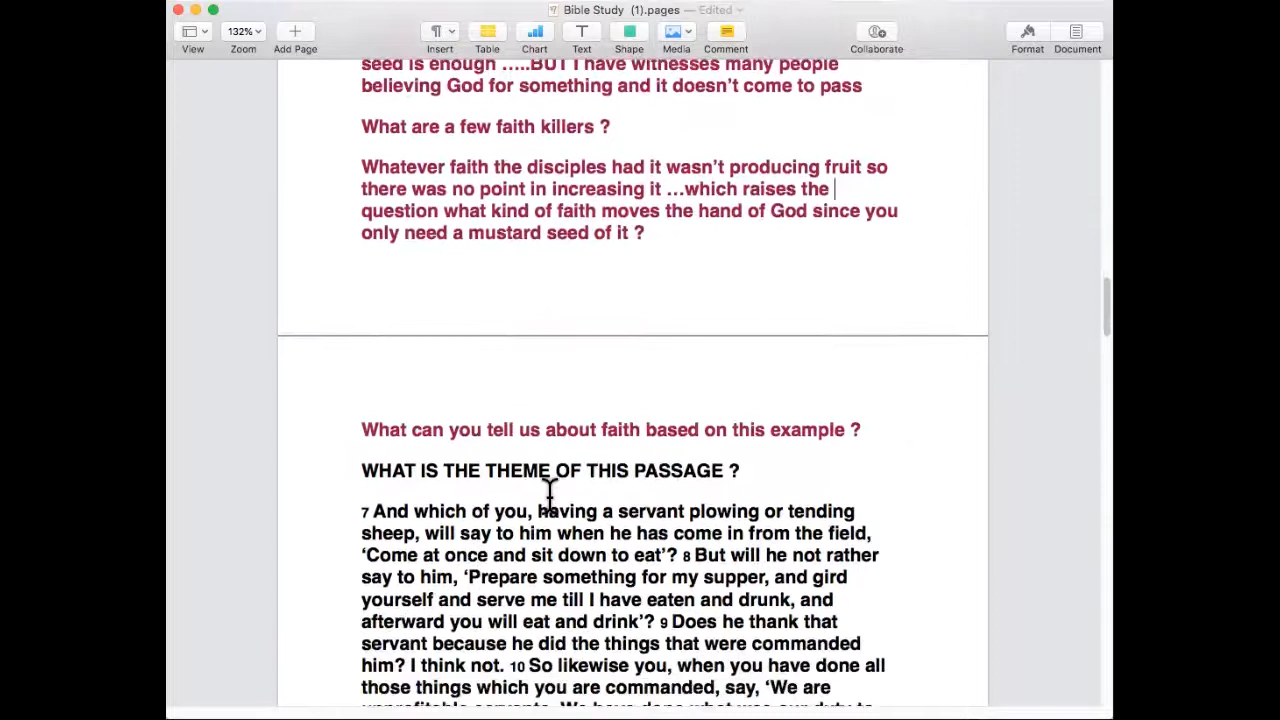 Bible Study (1).pages — Edited
132%
View
Zoom
Add Page
Insert
Table
Chart
Text
Shape
Media
Comment
Collaborate
Format
Document
seed is enough …..BUT I have witnesses many people
believing God for something and it doesn’t come to pass
What are a few faith killers ?
Whatever faith the disciples had it wasn’t producing fruit so
there was no point in increasing it …which raises the
question what kind of faith moves the hand of God since you
only need a mustard seed of it ?
What can you tell us about faith based on this example ?
WHAT IS THE THEME OF THIS PASSAGE ?
7 And which of you, having a servant plowing or tending
sheep, will say to him when he has come in from the field,
‘Come at once and sit down to eat’? 8 But will he not rather
say to him, ‘Prepare something for my supper, and gird
yourself and serve me till I have eaten and drunk, and
afterward you will eat and drink’? 9 Does he thank that
servant because he did the things that were commanded
him? I think not. 10 So likewise you, when you have done all
those things which you are commanded, say, ‘We are
unprofitable servants. We have done what was our duty to